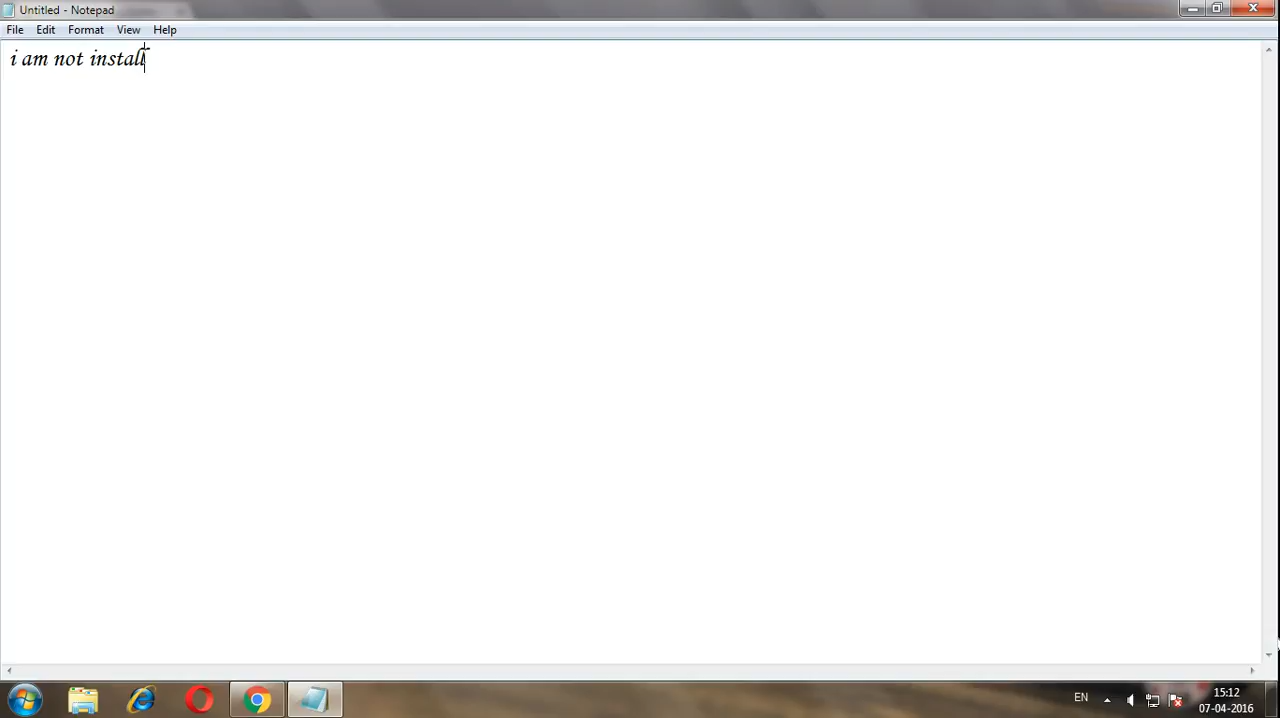 Untitled - Notepad
File Edit Format View Help
i am not install
EN
15:12
07-04-2016